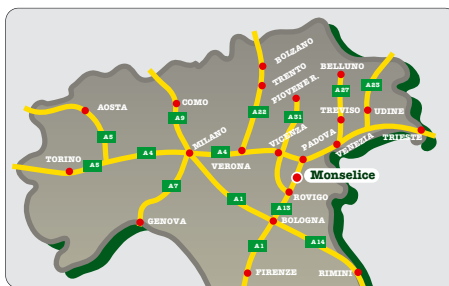 BOLZANO
TRENTO
BELLUNO
PIOVENE R.
A27
A23
AOSTA
COMO
A22
A31
TREVISO
UDINE
A9
A5
MILANO
VICENZA
PADOVA
VENEZIA
TRIESTE
TORINO
A5
A4
A4
VERONA
Monselice
A7
A1
ROVIGO
A13
GENOVA
BOLOGNA
A1
A14
FIRENZE
RIMINI